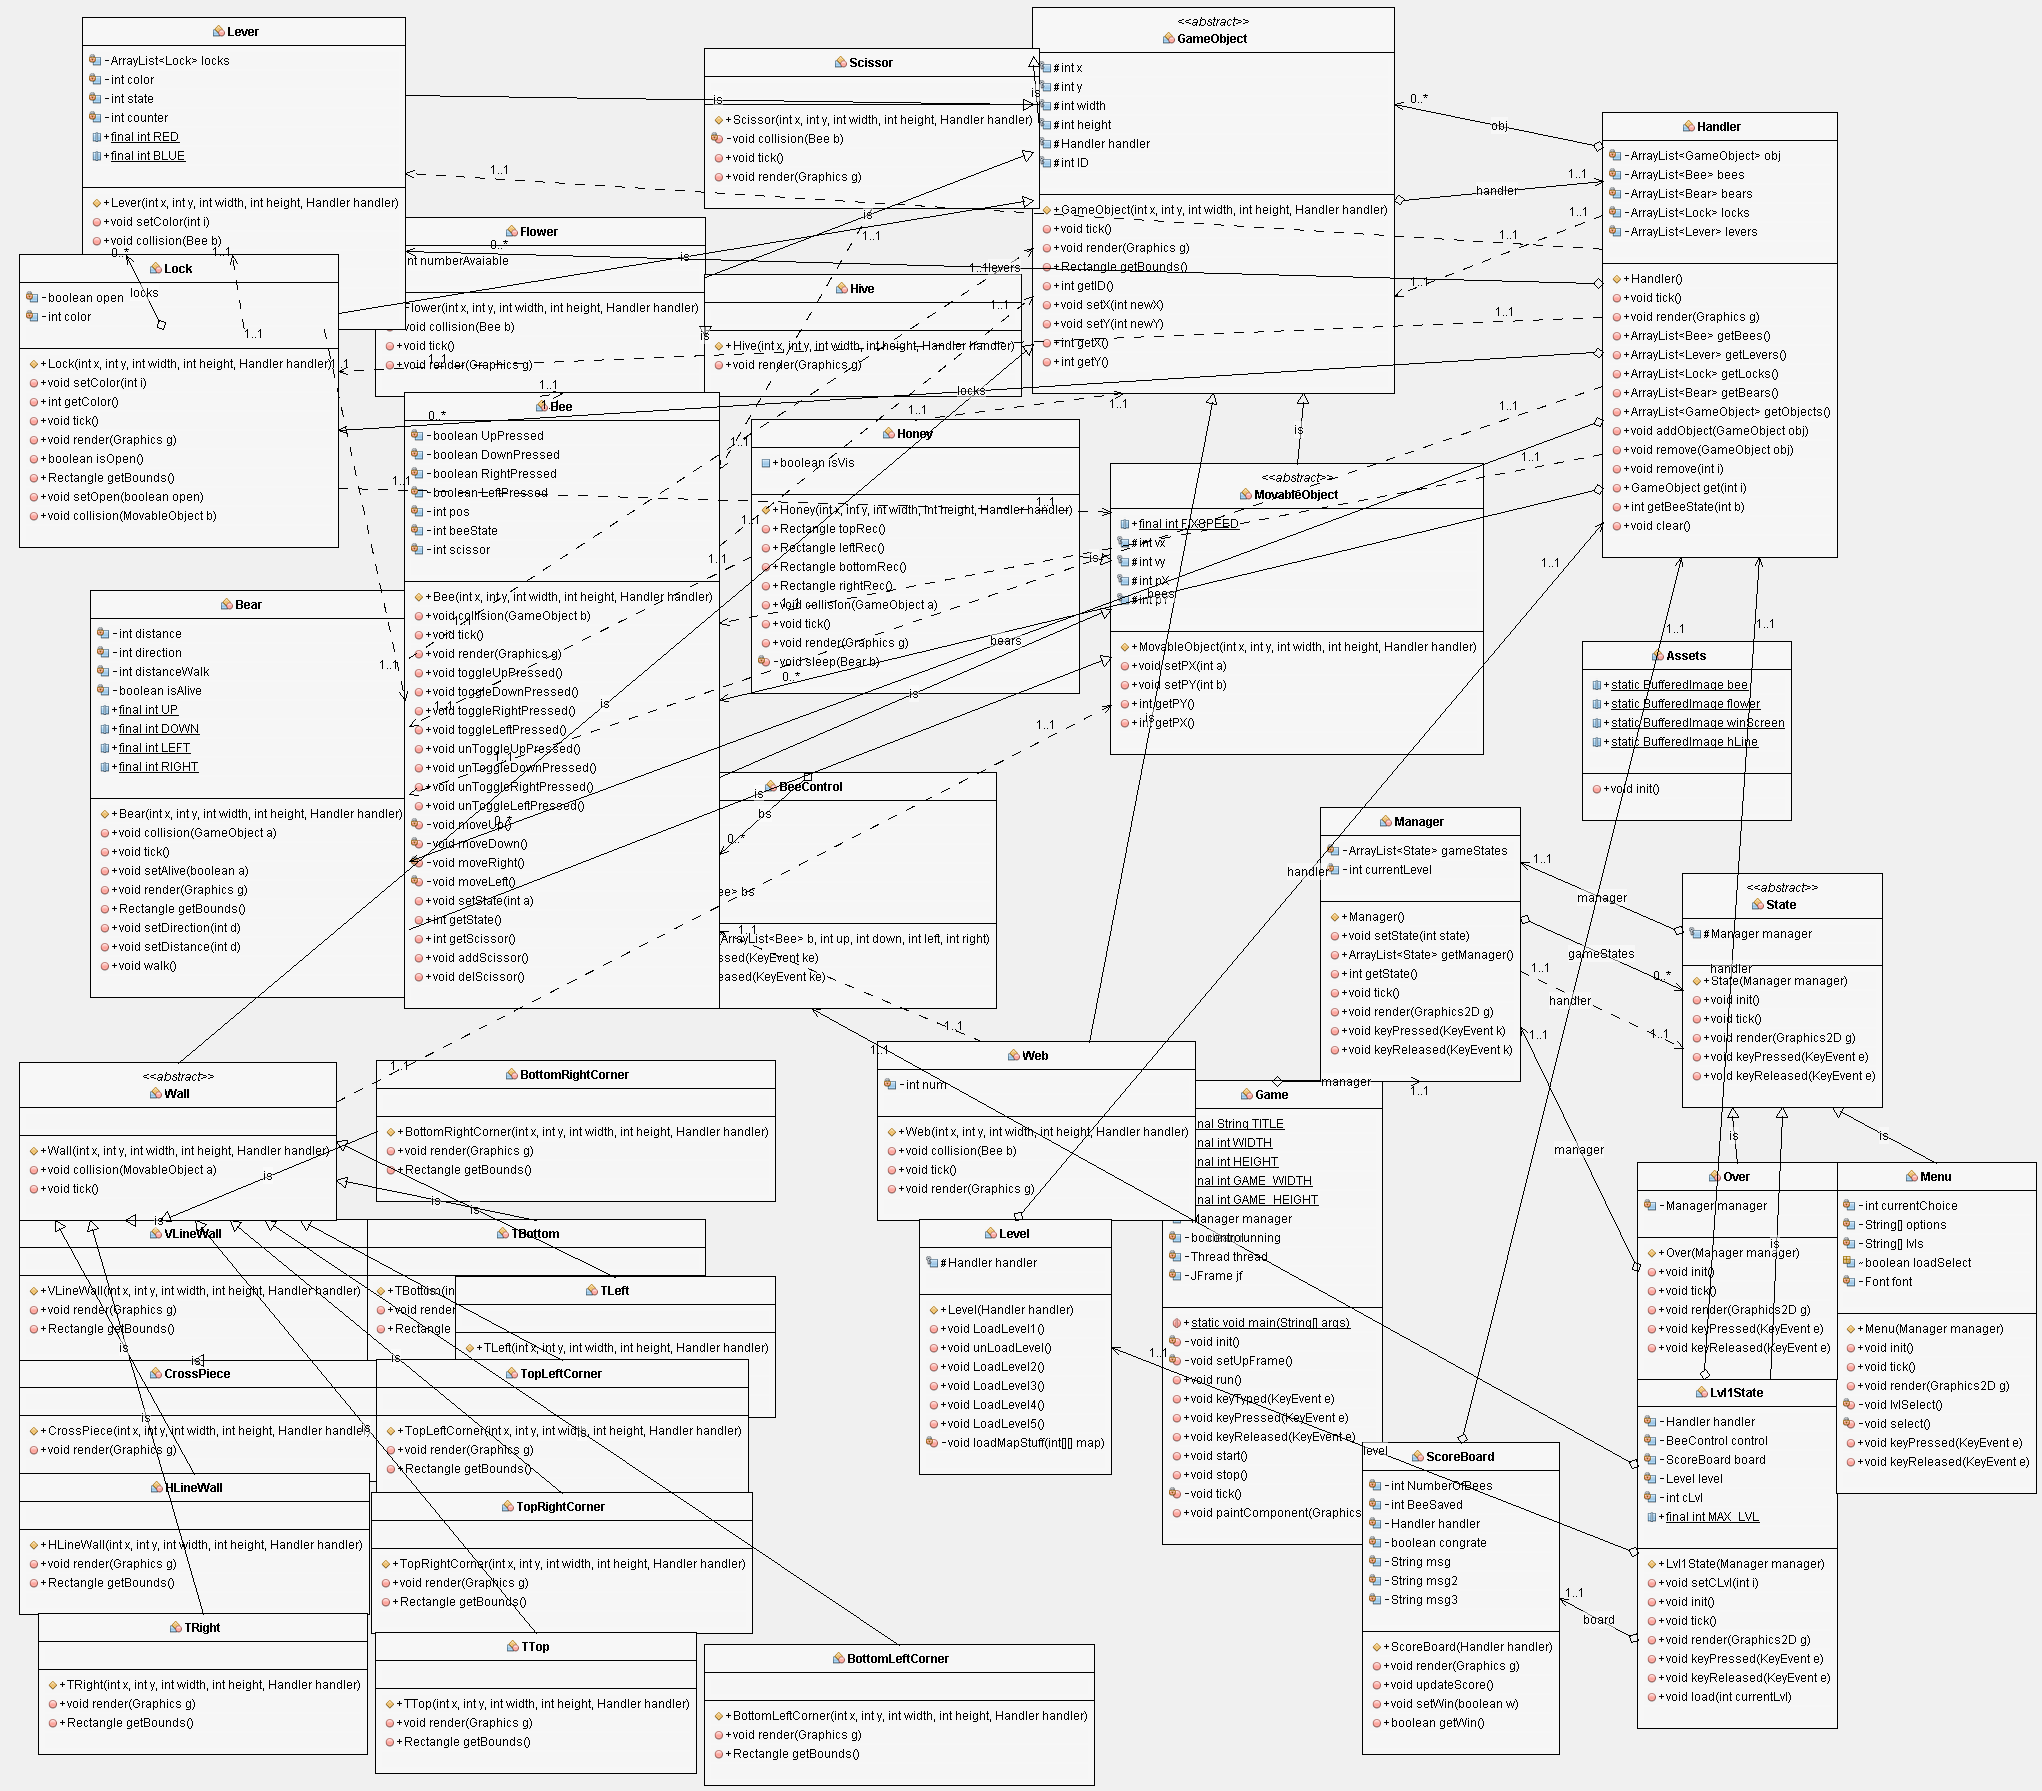 Lever
-ArrayList<Lock> locks
-int color
-int state
-int counter
+final int RED
+final int BLUE
+Lever(int x, int y, int width, int height, Handler handler)
+void setColor(int i)
+void collision(Bee b)
Scissor
+Scissor(int x, int y, int width, int height, Handler handler)
-void collision(Bee b)
+void tick()
+void render(Graphics g)
<<abstract>>
GameObject
#int x
#int y
#int width
#int height
#Handler handler
#int ID
+GameObject(int x, int y, int width, int height, Handler handler)
+void tick()
+void render(Graphics g)
+Rectangle getBounds()
+int getID()
+void setX(int newX)
+void setY(int newY)
+int getX()
+int getY()
Handler
-ArrayList<GameObject> obj
-ArrayList<Bee> bees
-ArrayList<Bear> bears
-ArrayList<Lock> locks
-ArrayList<Lever> levers
+Handler()
+void tick()
+void render(Graphics g)
+ArrayList<Bee> getBees()
+ArrayList<Lever> getLevers()
+ArrayList<Lock> getLocks()
+ArrayList<Bear> getBears()
+ArrayList<GameObject> getObjects()
+void addObject(GameObject obj)
+void remove(GameObject obj)
+void remove(int i)
+GameObject get(int i)
+int getBeeState(int b)
+void clear()
Flower
nt numberAvaiable
lower(int x, int y, int width, int height, Handler handler)
void collision(Bee b)
+void tick()
+void render(Graphics g)
Lock
-boolean open
-int color
+Lock(int x, int y, int width, int height, Handler handler)
+void setColor(int i)
+int getColor()
+void tick()
+void render(Graphics g)
+boolean isOpen()
+Rectangle getBounds()
+void setOpen(boolean open)
+void collision(MovableObject b)
Hive
+Hive(int x, int y, int width, int height, Handler handler)
+void render(Graphics g)
Bee
-boolean UpPressed
-boolean DownPressed
-boolean RightPressed
-boolean LeftPressed
-int pos
-int beeState
-int scissor
+Bee(int x, int y, int width, int height, Handler handler)
+void collision(GameObject b)
+void tick()
+void render(Graphics g)
+void toggleUpPressed()
+void toggleDownPressed()
+void toggleRightPressed()
+void toggleLeftPressed()
+void unToggleUpPressed()
+void unToggleDownPressed()
+void unToggleRightPressed()
+void unToggleLeftPressed()
-void moveUp()
-void moveDown()
-void moveRight()
-void moveLeft()
+void setState(int a)
+int getState()
+int getScissor()
+void addScissor()
+void delScissor()
Honey
+boolean isVis
+Honey(int x, int y, int width, int height, Handler handler)
+Rectangle topRec()
+Rectangle leftRec()
+Rectangle bottomRec()
+Rectangle rightRec()
+void collision(GameObject a)
+void tick()
+void render(Graphics g)
-void sleep(Bear b)
<<abstract>>
MovableObject
+final int FIXSPEED
#int vx
#int vy
#int pX
#int pY
+MovableObject(int x, int y, int width, int height, Handler handler)
+void setPX(int a)
+void setPY(int b)
+int getPY()
+int getPX()
Bear
-int distance
-int direction
-int distanceWalk
-boolean isAlive
+final int UP
+final int DOWN
+final int LEFT
+final int RIGHT
+Bear(int x, int y, int width, int height, Handler handler)
+void collision(GameObject a)
+void tick()
+void setAlive(boolean a)
+void render(Graphics g)
+Rectangle getBounds()
+void setDirection(int d)
+void setDistance(int d)
+void walk()
Assets
+static BufferedImage bee
+static BufferedImage flower
+static BufferedImage winScreen
+static BufferedImage hLine
+void init()
BeeControl
ee> bs
(ArrayList<Bee> b, int up, int down, int left, int right)
ssed(KeyEvent ke)
eased(KeyEvent ke)
Manager
-ArrayList<State> gameStates
-int currentLevel
+Manager()
+void setState(int state)
+ArrayList<State> getManager()
+int getState()
+void tick()
+void render(Graphics2D g)
+void keyPressed(KeyEvent k)
+void keyReleased(KeyEvent k)
<<abstract>>
State
#Manager manager
+State(Manager manager)
+void init()
+void tick()
+void render(Graphics2D g)
+void keyPressed(KeyEvent e)
+void keyReleased(KeyEvent e)
<<abstract>>
Wall
+Wall(int x, int y, int width, int height, Handler handler)
+void collision(MovableObject a)
+void tick()
BottomRightCorner
+BottomRightCorner(int x, int y, int width, int height, Handler handler)
+void render(Graphics g)
+Rectangle getBounds()
Web
-int num
+Web(int x, int y, int width, int height, Handler handler)
+void collision(Bee b)
+void tick()
+void render(Graphics g)
Game
nal String TITLE
nal int WIDTH
nal int HEIGHT
nal int GAME_WIDTH
nal int GAME_HEIGHT
Manager manager
-boolean running
-Thread thread
-JFrame jf
+static void main(String[] args)
-void init()
-void setUpFrame()
+void run()
+void keyTyped(KeyEvent e)
+void keyPressed(KeyEvent e)
+void keyReleased(KeyEvent e)
+void start()
+void stop()
-void tick()
+void paintComponent(Graphics
Over
-Manager manager
+Over(Manager manager)
+void init()
+void tick()
+void render(Graphics2D g)
+void keyPressed(KeyEvent e)
+void keyReleased(KeyEvent e)
Menu
-int currentChoice
-String[] options
-String[] lvls
~boolean loadSelect
-Font font
+Menu(Manager manager)
+void init()
+void tick()
+void render(Graphics2D g)
-void lvlSelect()
-void select()
+void keyPressed(KeyEvent e)
+void keyReleased(KeyEvent e)
VLineWall
+VLineWall(int x, int y, int width, int height, Handler handler)
+void render(Graphics g)
+Rectangle getBounds()
TBottom
+TBottom(in
+void render
+Rectangle
TLeft
+TLeft(int x, int y, int width, int height, Handler handler)
Level
#Handler handler
+Level(Handler handler)
+void LoadLevel1()
+void unLoadLevel()
+void LoadLevel2()
+void LoadLevel3()
+void LoadLevel4()
+void LoadLevel5()
-void loadMapStuff(int[][] map)
CrossPiece
+CrossPiece(int x, int y, int width, int height, Handler handler)
+void render(Graphics g)
TopLeftCorner
+TopLeftCorner(int x, int y, int width, int height, Handler handler)
+void render(Graphics g)
+Rectangle getBounds()
Lvl1State
-Handler handler
-BeeControl control
-ScoreBoard board
-Level level
-int cLvl
+final int MAX_LVL
+Lvl1State(Manager manager)
+void setCLvl(int i)
+void init()
+void tick()
+void render(Graphics2D g)
+void keyPressed(KeyEvent e)
+void keyReleased(KeyEvent e)
+void load(int currentLvl)
ScoreBoard
-int NumberOfBees
-int BeeSaved
-Handler handler
-boolean congrate
-String msg
-String msg2
-String msg3
+ScoreBoard(Handler handler)
+void render(Graphics g)
+void updateScore()
+void setWin(boolean w)
+boolean getWin()
HLineWall
+HLineWall(int x, int y, int width, int height, Handler handler)
+void render(Graphics g)
+Rectangle getBounds()
TopRightCorner
+TopRightCorner(int x, int y, int width, int height, Handler handler)
+void render(Graphics g)
+Rectangle getBounds()
TRight
+TRight(int x, int y, int width, int height, Handler handler)
+void render(Graphics g)
+Rectangle getBounds()
TTop
+TTop(int x, int y, int width, int height, Handler handler)
+void render(Graphics g)
+Rectangle getBounds()
BottomLeftCorner
+BottomLeftCorner(int x, int y, int width, int height, Handler handler)
+void render(Graphics g)
+Rectangle getBounds()
is
is
0..*
obj
1..1
handler
1..1
1..1
1..1
levers
0..*
locks
0..*
locks
bees
0..*
bears
0..*
bs
0..*
handler
1..1
manager
1..1
gameStates
0..*
handler
handler
manager
1..1
manager
1..1
control
1..1
level
1..1
board
1..1